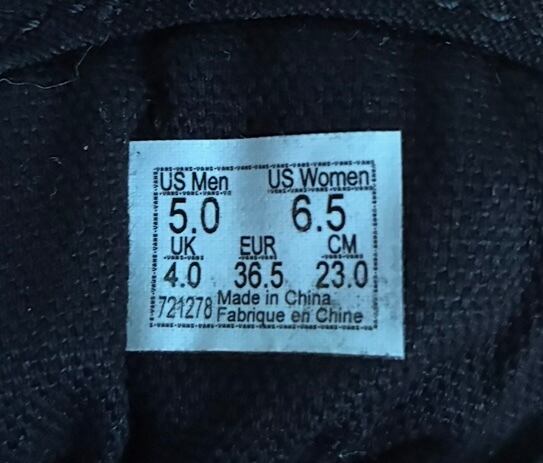 US Men US Women
5.0 6.5
UK EUR CM
4.0 36.5 23.0
721278 Made in China
Fabrique en Chine